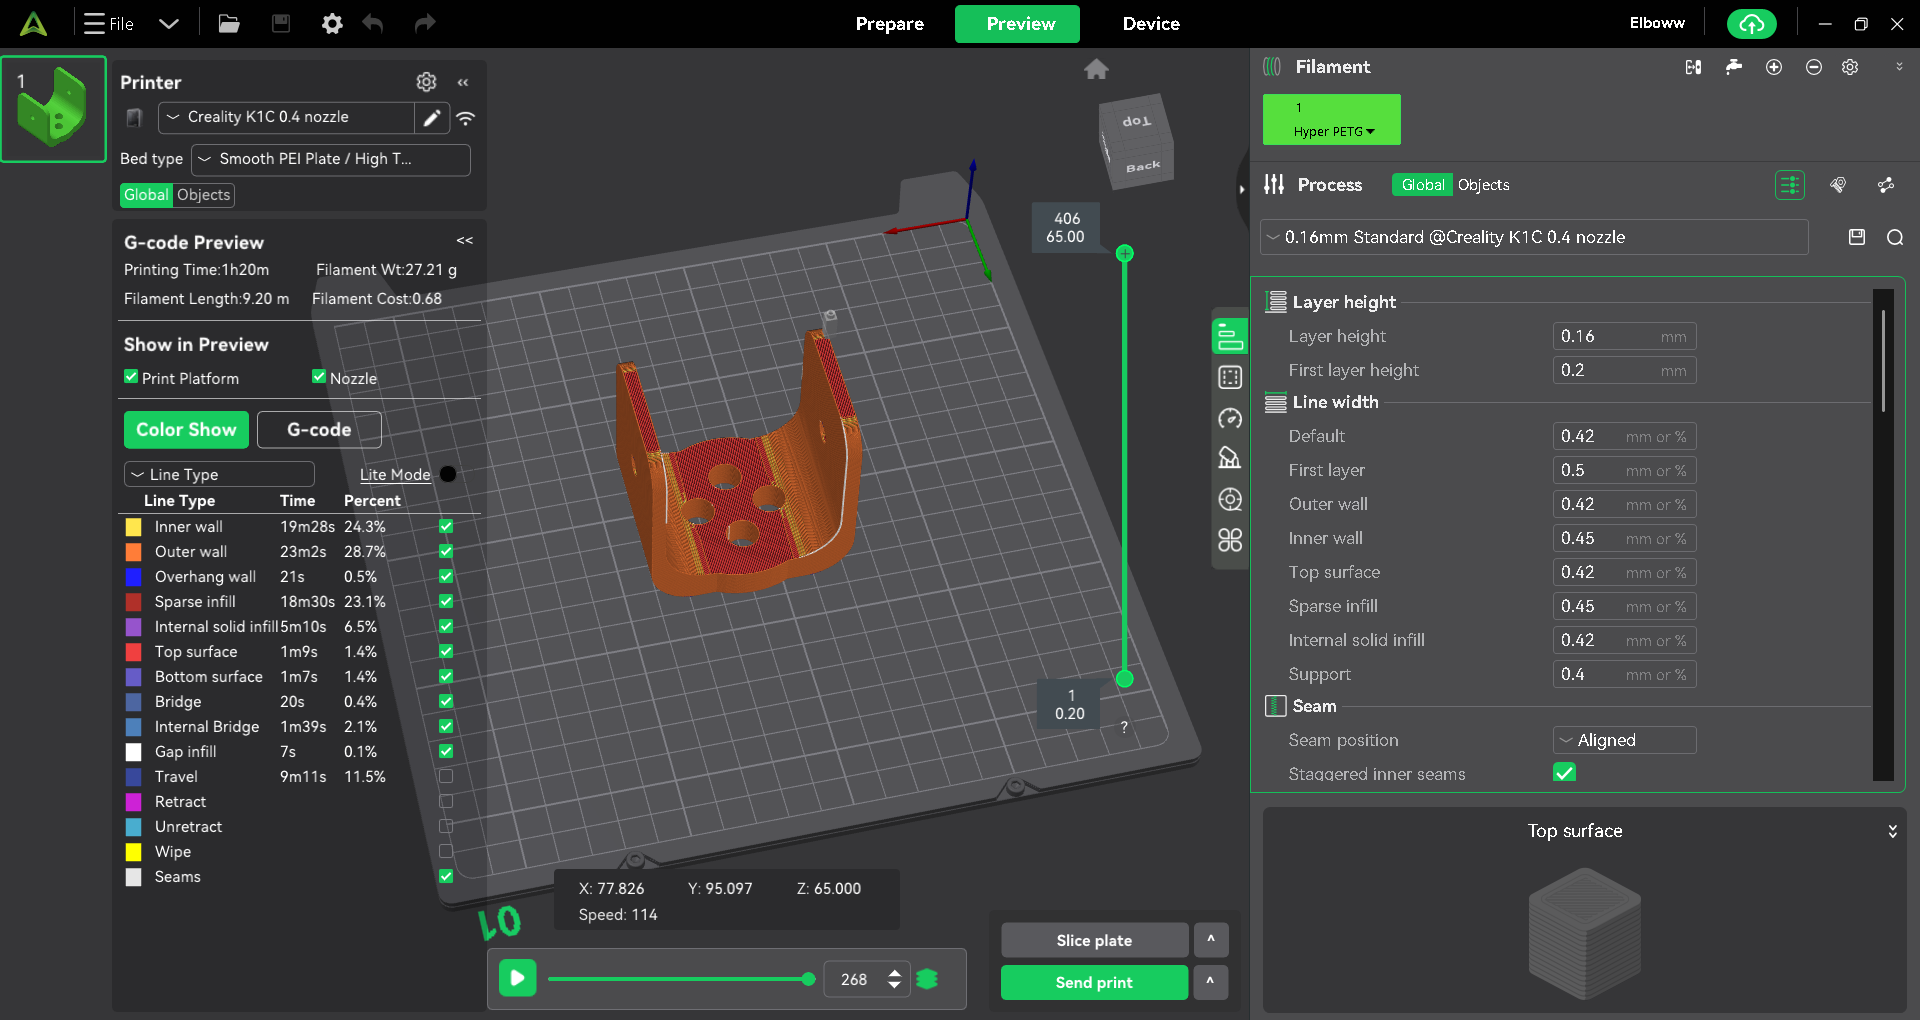 File
Prepare
Preview
Device
Elboww
1
Printer
Creality K1C 0.4 nozzle
Bed type
Smooth PEI Plate / High T...
Global Objects
G-code Preview <<
Printing Time:1h20m Filament Wt:27.21 g
Filament Length:9.20 m Filament Cost:0.68
Show in Preview
Print Platform Nozzle
Color Show G-code
Line Type Lite Mode
Line Type Time Percent
Inner wall 19m28s 24.3%
Outer wall 23m2s 28.7%
Overhang wall 21s 0.5%
Sparse infill 18m30s 23.1%
Internal solid infill 5m10s 6.5%
Top surface 1m9s 1.4%
Bottom surface 1m7s 1.4%
Bridge 20s 0.4%
Internal Bridge 1m39s 2.1%
Gap infill 7s 0.1%
Travel 9m11s 11.5%
Retract
Unretract
Wipe
Seams
Top
Back
406
65.00
1
0.20
?
01
X: 77.826 Y: 95.097 Z: 65.000
Speed: 114
268
Slice plate ^
Send print ^
Filament
1
Hyper PETG
Process Global Objects
0.16mm Standard @Creality K1C 0.4 nozzle
Layer height
Layer height 0.16 mm
First layer height 0.2 mm
Line width
Default 0.42 mm or %
First layer 0.5 mm or %
Outer wall 0.42 mm or %
Inner wall 0.45 mm or %
Top surface 0.42 mm or %
Sparse infill 0.45 mm or %
Internal solid infill 0.42 mm or %
Support 0.4 mm or %
Seam
Seam position Aligned
Staggered inner seams
Top surface